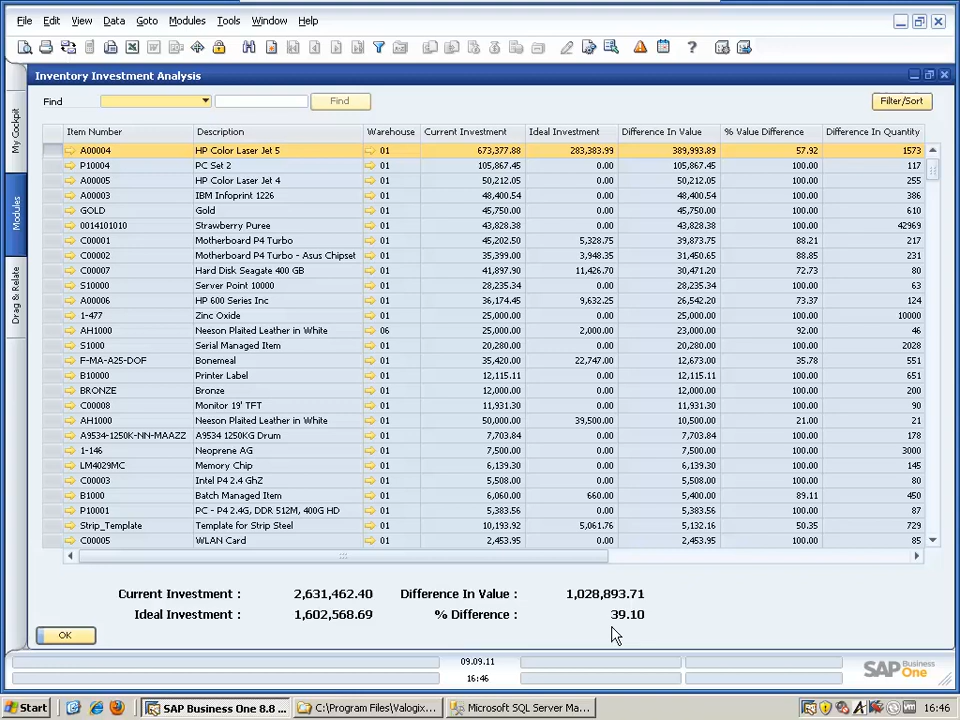 File Edit View Data Goto Modules Tools Window Help
Inventory Investment Analysis
Find Find Filter/Sort
My Cockpit
Modules
Drag & Relate
Item Number Description Warehouse Current Investment Ideal Investment Difference In Value % Value Difference Difference In Quantity
A00004 HP Color Laser Jet 5 01 673,377.88 283,383.99 389,993.89 57.92 1573
P10004 PC Set 2 01 105,867.45 0.00 105,867.45 100.00 117
A00005 HP Color Laser Jet 4 01 50,212.05 0.00 50,212.05 100.00 255
A00003 IBM Infoprint 1226 01 48,400.54 0.00 48,400.54 100.00 386
GOLD Gold 01 45,750.00 0.00 45,750.00 100.00 610
0014101010 Strawberry Puree 01 43,828.38 0.00 43,828.38 100.00 42969
C00001 Motherboard P4 Turbo 01 45,202.50 5,328.75 39,873.75 88.21 217
C00002 Motherboard P4 Turbo - Asus Chipset 01 35,399.00 3,948.35 31,450.65 88.85 231
C00007 Hard Disk Seagate 400 GB 01 41,897.90 11,426.70 30,471.20 72.73 80
S10000 Server Point 10000 01 28,235.34 0.00 28,235.34 100.00 63
A00006 HP 600 Series Inc 01 36,174.45 9,632.25 26,542.20 73.37 124
1-477 Zinc Oxide 01 25,000.00 0.00 25,000.00 100.00 10000
AH1000 Neeson Plaited Leather in White 06 25,000.00 2,000.00 23,000.00 92.00 46
S1000 Serial Managed Item 01 20,280.00 0.00 20,280.00 100.00 2028
F-MA-A25-DOF Bonemeal 01 35,420.00 22,747.00 12,673.00 35.78 551
B10000 Printer Label 01 12,115.11 0.00 12,115.11 100.00 651
BRONZE Bronze 01 12,000.00 0.00 12,000.00 100.00 200
C00008 Monitor 19' TFT 01 11,931.30 0.00 11,931.30 100.00 90
AH1000 Neeson Plaited Leather in White 01 50,000.00 39,500.00 10,500.00 21.00 21
A9534-1250K-NN-MAAZZ A9534 1250KG Drum 01 7,703.84 0.00 7,703.84 100.00 178
1-146 Neoprene AG 01 7,500.00 0.00 7,500.00 100.00 3000
LM4029MC Memory Chip 01 6,139.30 0.00 6,139.30 100.00 145
C00003 Intel P4 2.4 GhZ 01 5,508.00 0.00 5,508.00 100.00 80
B1000 Batch Managed Item 01 6,060.00 660.00 5,400.00 89.11 450
P10001 PC - P4 2.4G, DDR 512M, 400G HD 01 5,383.56 0.00 5,383.56 100.00 87
Strip_Template Template for Strip Steel 01 10,193.92 5,061.76 5,132.16 50.35 729
C00005 WLAN Card 01 2,453.95 0.00 2,453.95 100.00 85
Current Investment : 2,631,462.40 Difference In Value : 1,028,893.71
Ideal Investment : 1,602,568.69 % Difference : 39.10
OK
09.09.11
16:46
SAP Business One
Start SAP Business One 8.8 ... C:\Program Files\Valogix... Microsoft SQL Server Ma... 16:46